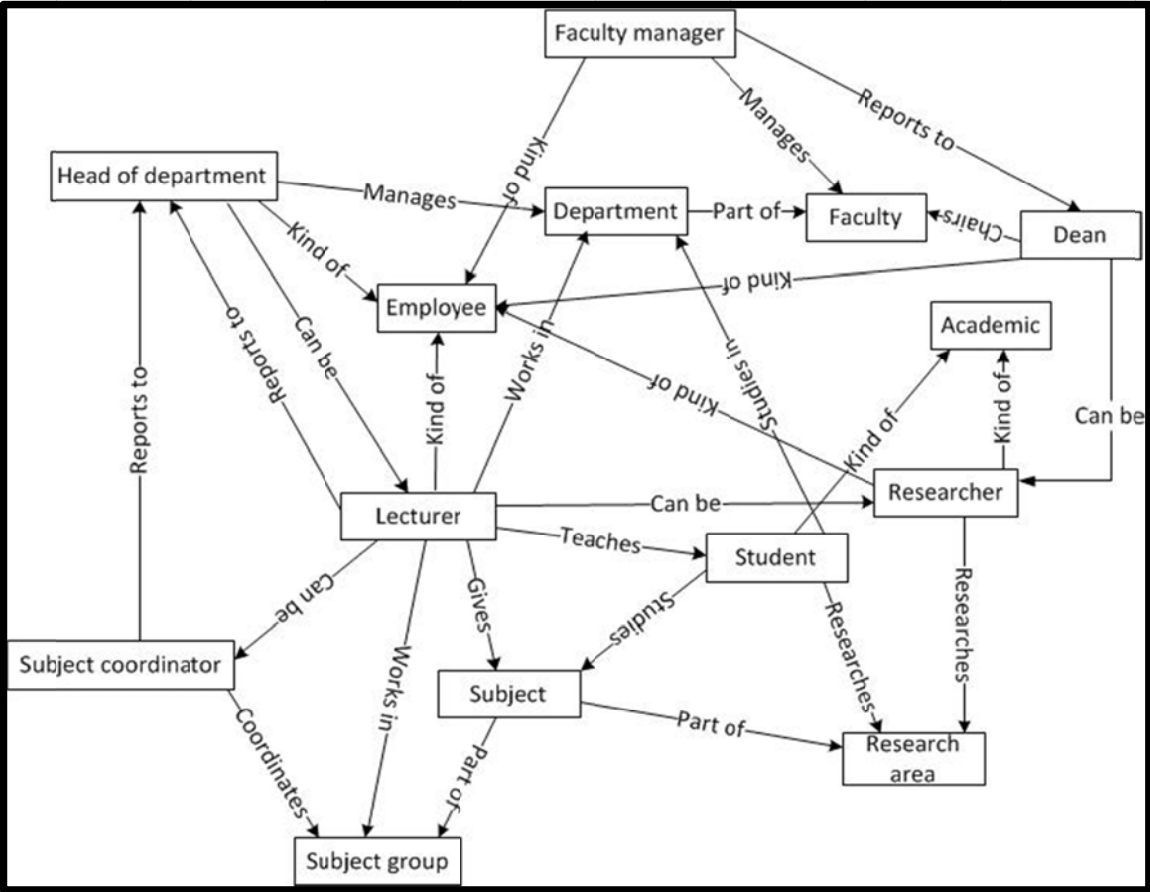 Faculty manager
Kind of
Manages
Reports to
Head of department
Manages
Department
Part of
Faculty
Chairs
Dean
Kind of
Kind of
Employee
Academic
Reports to
Reports to
Can be
Kind of
Works in
Kind of
Studies in
Kind of
Kind of
Can be
Lecturer
Can be
Researcher
Teaches
Student
Can be
Gives
Studies
Researches
Researches
Subject coordinator
Works in
Subject
Coordinates
Part of
Part of
Research
area
Subject group